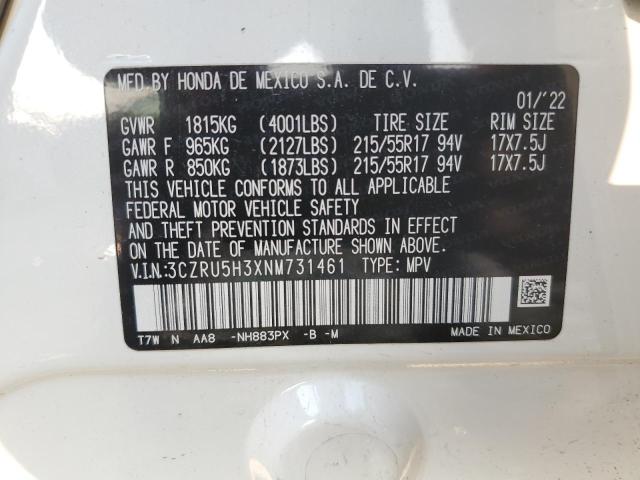 MFD.BY HONDA DE MEXICO S.A. DE C.V.
01/'22
GVWR 1815KG (4001LBS) TIRE SIZE RIM SIZE
GAWR F 965KG (2127LBS) 215/55R17 94V 17X7.5J
GAWR R 850KG (1873LBS) 215/55R17 94V 17X7.5J
THIS VEHICLE CONFORMS TO ALL APPLICABLE
FEDERAL MOTOR VEHICLE SAFETY
AND THEFT PREVENTION STANDARDS IN EFFECT
ON THE DATE OF MANUFACTURE SHOWN ABOVE.
V.I.N.:3CZRU5H3XNM731461 TYPE: MPV
T7W N AA8 -NH883PX -B -M
MADE IN MEXICO